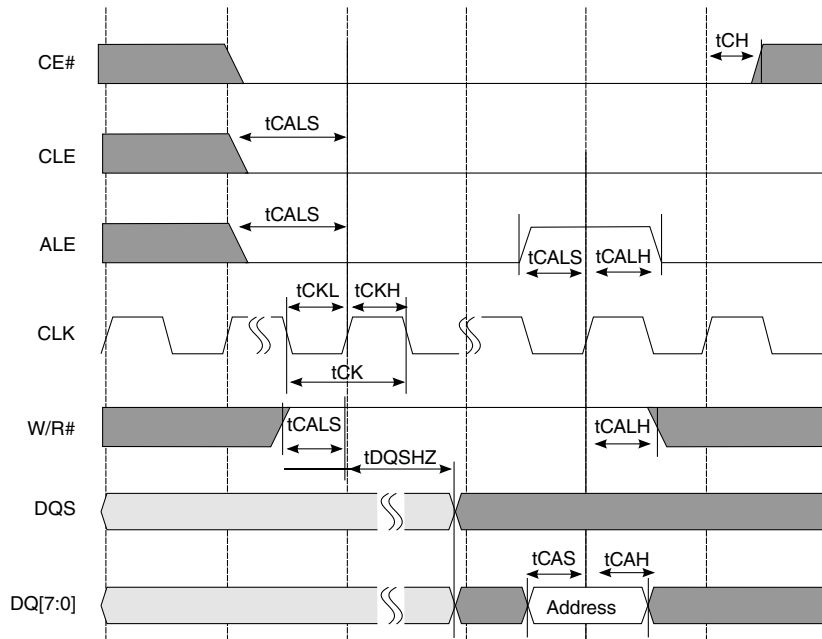 CE#
tCH
tCALS
CLE
tCALS
ALE
tCALS
tCALH
tCKL
tCKH
CLK
tCK
W/R#
tCALS
tCALH
tDQSHZ
DQS
tCAS
tCAH
DQ[7:0]
Address